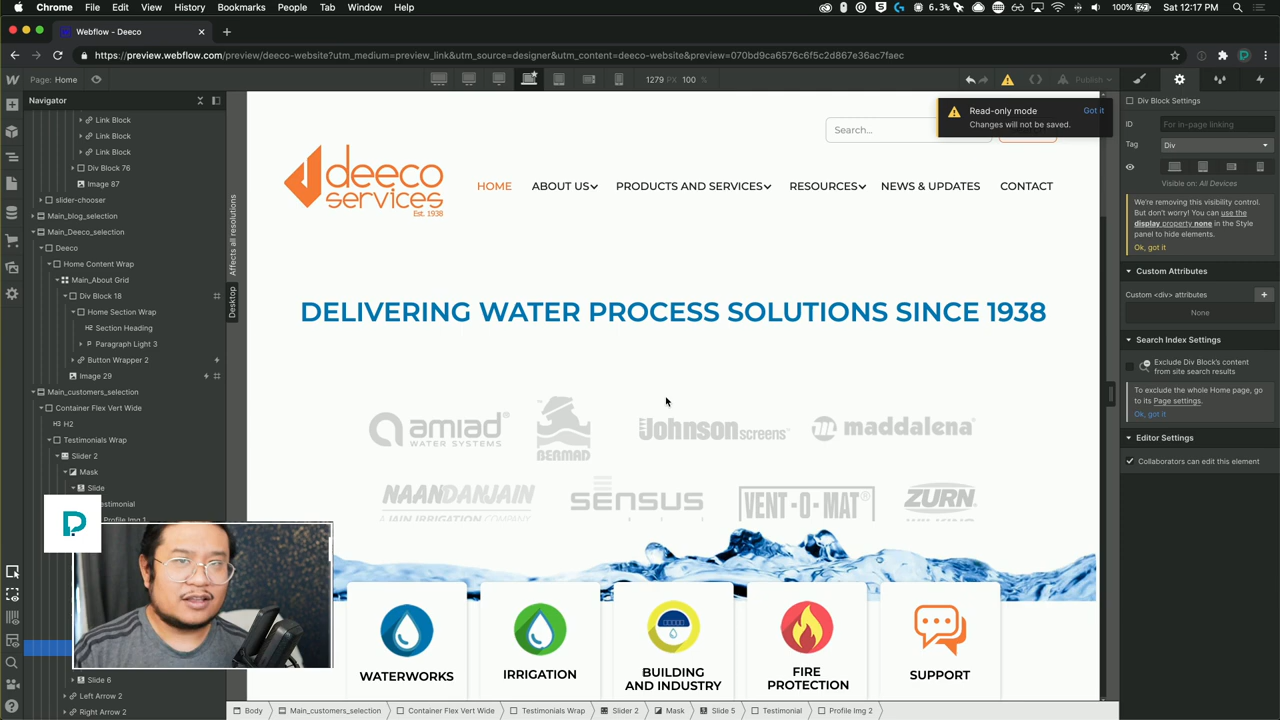 Chrome File Edit View History Bookmarks People Tab Window Help
6.3% 100% Sat 12:17 PM
Webflow - Deeco
https://preview.webflow.com/preview/deeco-website?utm_medium=preview_link&utm_source=designer&utm_content=deeco-website&preview=070bd9ca6576c6f5c2d867e36ac7faec
Page: Home
1279 PX 100 %
Publish
Navigator
Link Block
Link Block
Link Block
Div Block 76
Image 87
slider-chooser
Main_blog_selection
Main_Deeco_selection
Deeco
Home Content Wrap
Main_About Grid
Div Block 18
Home Section Wrap
H2 Section Heading
P Paragraph Light 3
Button Wrapper 2
Image 29
Main_customers_selection
Container Flex Vert Wide
H3 H2
Testimonials Wrap
Slider 2
Mask
Slide
Slide 6
Left Arrow 2
Right Arrow 2
Affects all resolutions
Desktop
Search...
Read-only mode
Got it
Changes will not be saved.
deeco
services
Est. 1938
HOME
ABOUT US
PRODUCTS AND SERVICES
RESOURCES
NEWS & UPDATES
CONTACT
DELIVERING WATER PROCESS SOLUTIONS SINCE 1938
amiad
WATER SYSTEMS
BERMAD
Johnson screens
maddalena
NAANDANJAIN
A JAIN IRRIGATION COMPANY
SENSUS
VENT-O-MAT
ZURN
WATERWORKS
IRRIGATION
BUILDING
AND INDUSTRY
FIRE
PROTECTION
SUPPORT
Body
Main_customers_selection
Container Flex Vert Wide
Testimonials Wrap
Slider 2
Mask
Slide 5
Testimonial
Profile Img 2
Div Block Settings
ID For in-page linking
Tag Div
Visible on: All Devices
We're removing this visibility control.
But don't worry! You can use the
display property none in the Style
panel to hide elements.
Ok, got it
Custom Attributes
Custom <div> attributes
None
Search Index Settings
Exclude Div Block's content
from site search results
To exclude the whole Home page, go
to its Page settings.
Ok, got it
Editor Settings
Collaborators can edit this element